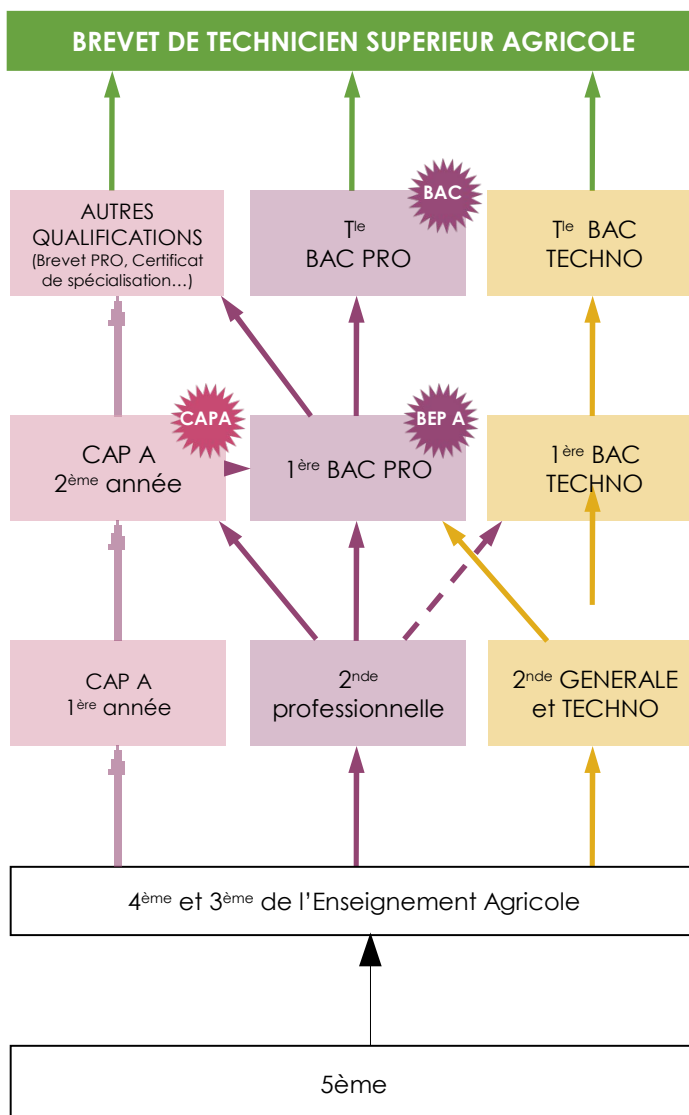 BREVET DE TECHNICIEN SUPERIEUR AGRICOLE
AUTRES
QUALIFICATIONS
(Brevet PRO, Certificat
de spécialisation…)
BAC
Tle
BAC PRO
Tle BAC
TECHNO
CAPA
CAP A
2ème année
BEP A
1ère BAC PRO
1ère BAC
TECHNO
CAP A
1ère année
2nde
professionnelle
2nde GENERALE
et TECHNO
4ème et 3ème de l’Enseignement Agricole
5ème